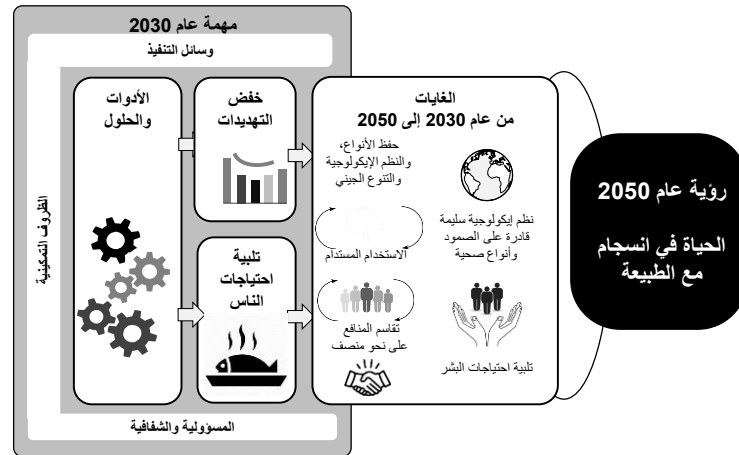 مهمة عام 2030
وسائل التنفيذ
الظروف التمكينية
الأدوات
والحلول
خفض
التهديدات
تلبية
احتياجات
الناس
المسؤولية والشفافية
الغايات
من عام 2030 إلى 2050
حفظ الأنواع،
والنظم الإيكولوجية
والتنوع الجيني
الاستخدام المستدام
تقاسم المنافع
على نحو منصف
نظم إيكولوجية سليمة
قادرة على الصمود
وأنواع صحية
تلبية احتياجات البشر
رؤية عام 2050
الحياة في انسجام
مع الطبيعة